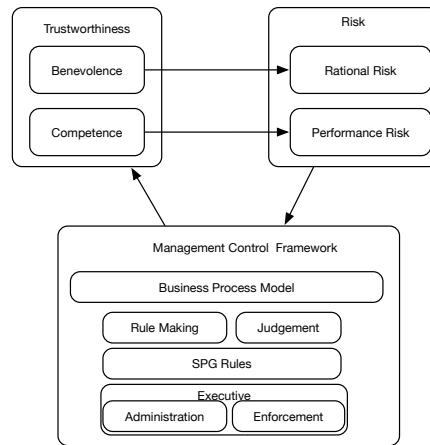 Trustworthiness
Benevolence
Competence
Risk
Rational Risk
Performance Risk
Management Control Framework
Business Process Model
Rule Making
Judgement
SPG Rules
Executive
Administration
Enforcement